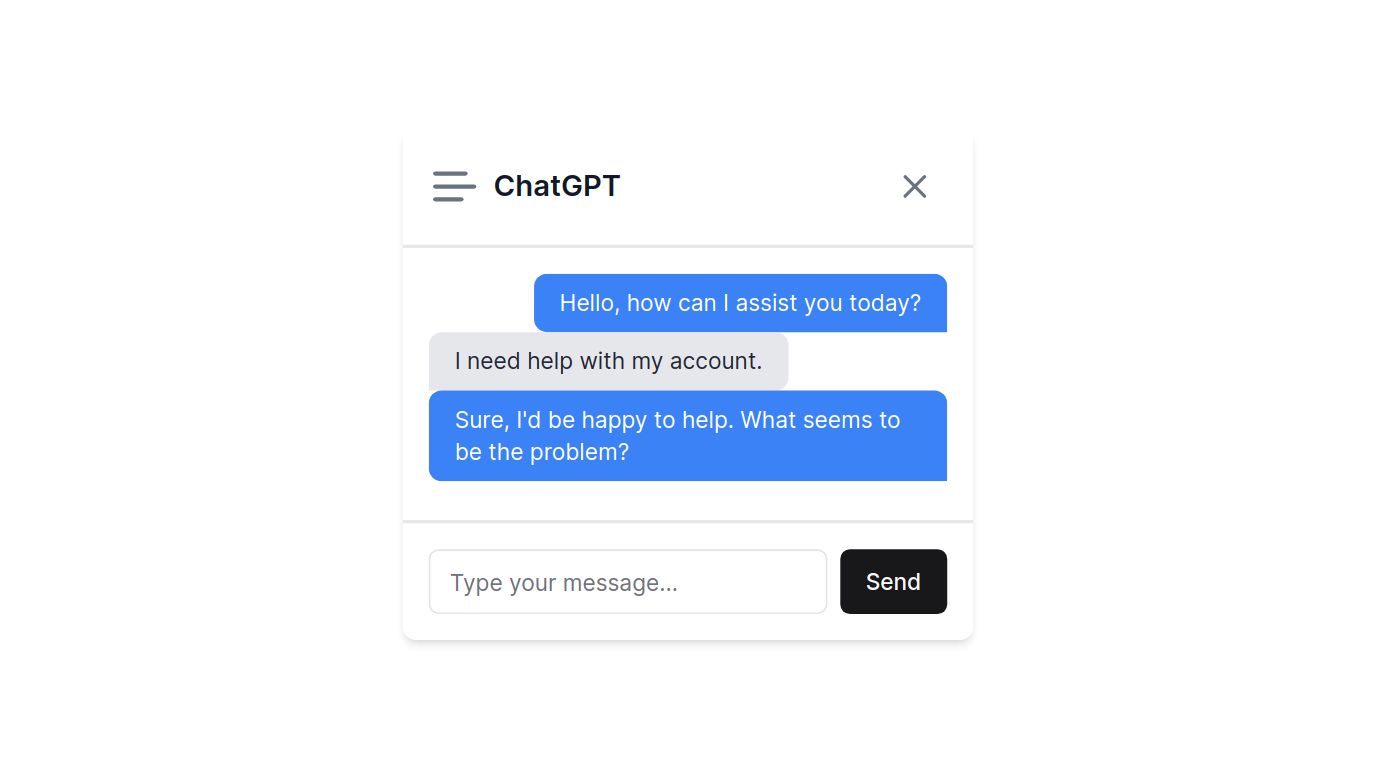 ChatGPT
Hello, how can I assist you today?
I need help with my account.
Sure, I'd be happy to help. What seems to
be the problem?
Type your message...
Send